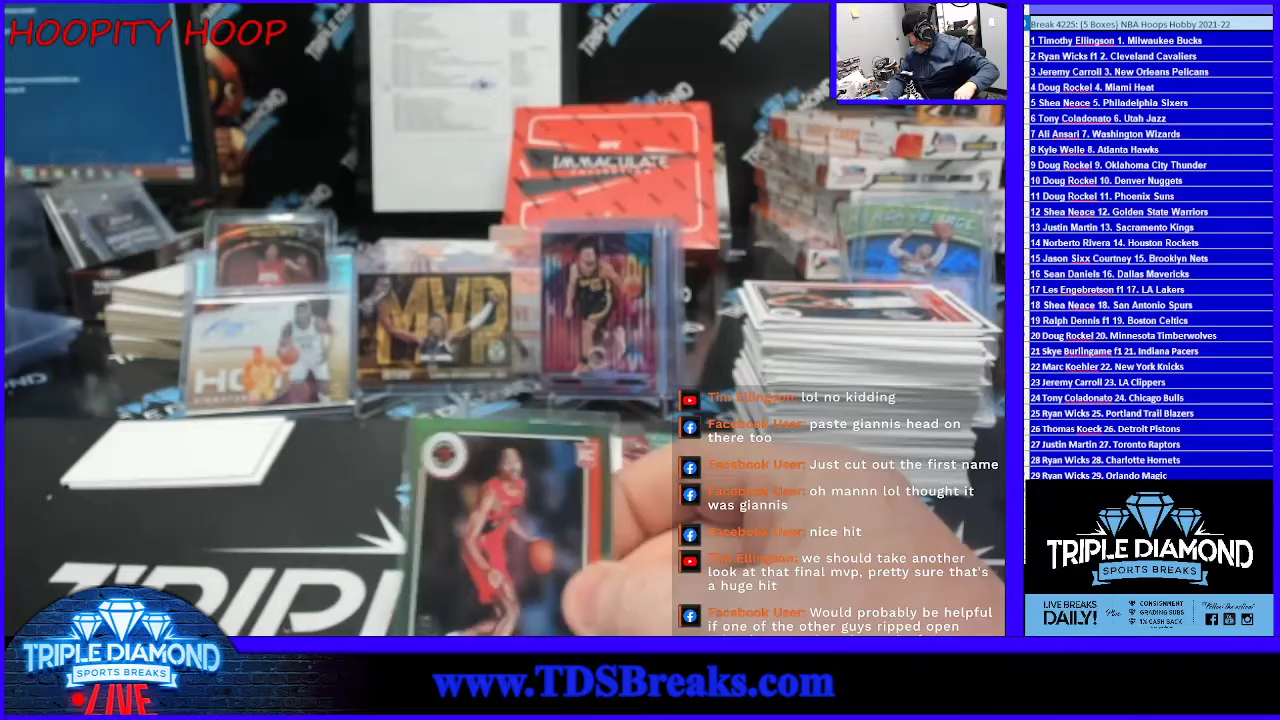 HOOPITY HOOP
IMMACULATE
COLLECTION
MVP
TRIPL
Tim Ellingson: lol no kidding
Facebook User: paste giannis head on
there too
Facebook User: Just cut out the first name
Facebook User: oh mannn lol thought it
was giannis
Facebook User: nice hit
Tim Ellingson: we should take another
look at that final mvp, pretty sure that's
a huge hit
Facebook User: Would probably be helpful
if one of the other guys ripped open
Break 4225: (5 Boxes) NBA Hoops Hobby 2021-22
1 Timothy Ellingson 1. Milwaukee Bucks
2 Ryan Wicks f1 2. Cleveland Cavaliers
3 Jeremy Carroll 3. New Orleans Pelicans
4 Doug Rockel 4. Miami Heat
5 Shea Neace 5. Philadelphia Sixers
6 Tony Coladonato 6. Utah Jazz
7 Ali Ansari 7. Washington Wizards
8 Kyle Welle 8. Atlanta Hawks
9 Doug Rockel 9. Oklahoma City Thunder
10 Doug Rockel 10. Denver Nuggets
11 Doug Rockel 11. Phoenix Suns
12 Shea Neace 12. Golden State Warriors
13 Justin Martin 13. Sacramento Kings
14 Norberto Rivera 14. Houston Rockets
15 Jason Sixx Courtney 15. Brooklyn Nets
16 Sean Daniels 16. Dallas Mavericks
17 Les Engebretson f1 17. LA Lakers
18 Shea Neace 18. San Antonio Spurs
19 Ralph Dennis f1 19. Boston Celtics
20 Doug Rockel 20. Minnesota Timberwolves
21 Skye Burlingame f1 21. Indiana Pacers
22 Marc Koehler 22. New York Knicks
23 Jeremy Carroll 23. LA Clippers
24 Tony Coladonato 24. Chicago Bulls
25 Ryan Wicks 25. Portland Trail Blazers
26 Thomas Koeck 26. Detroit Pistons
27 Justin Martin 27. Toronto Raptors
28 Ryan Wicks 28. Charlotte Hornets
29 Ryan Wicks 29. Orlando Magic
TRIPLE DIAMOND
SPORTS BREAKS
LIVE BREAKS
DAILY!
Plus
CONSIGNMENT
GRADING SUBS
1% CASH BACK
Follow the action!
TRIPLE DIAMOND
SPORTS BREAKS
LIVE
www.TDSBreaks.com